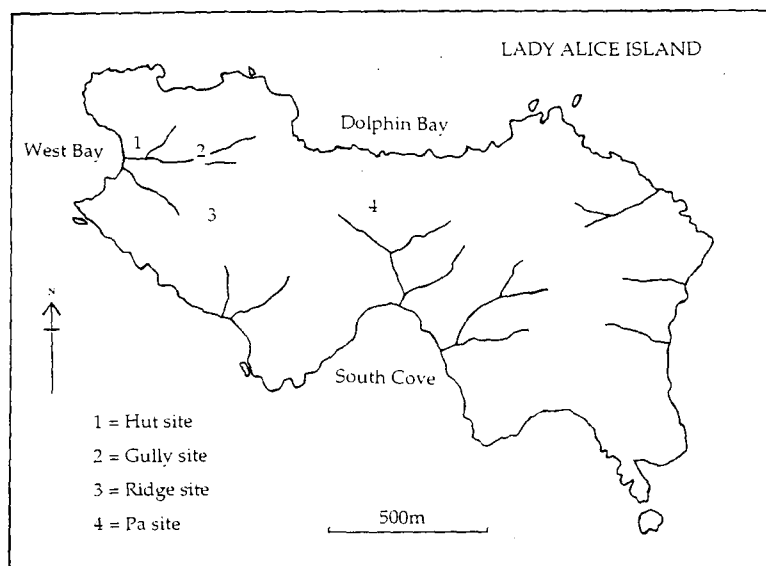 LADY ALICE ISLAND
Dolphin Bay
West Bay
1
2
3
4
N
South Cove
1 = Hut site
2 = Gully site
3 = Ridge site
4 = Pa site
500m